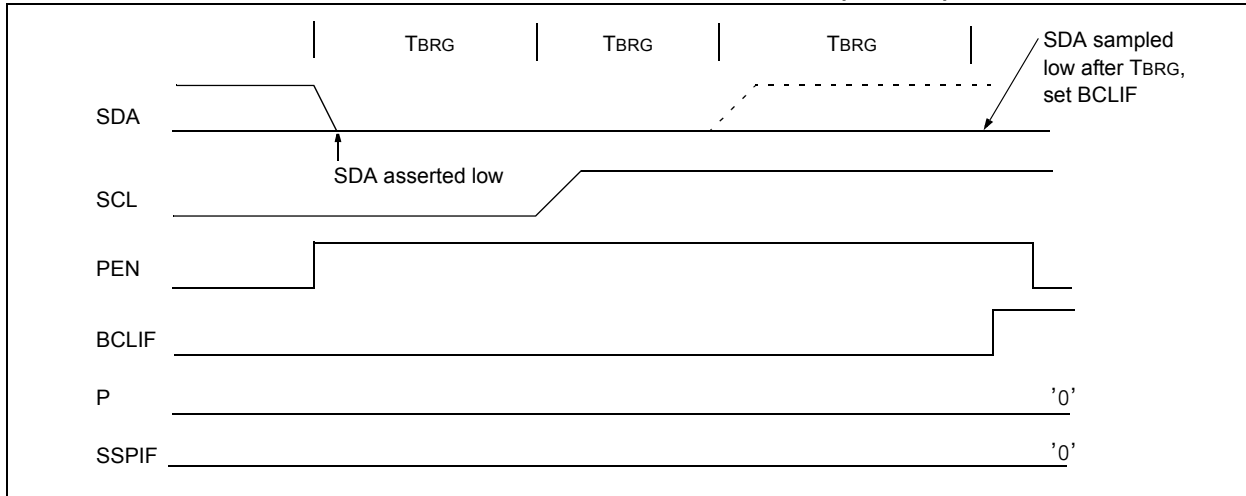 TBRG TBRG TBRG
SDA sampled
low after TBRG,
set BCLIF
SDA
SDA asserted low
SCL
PEN
BCLIF
P
'0'
SSPIF
'0'